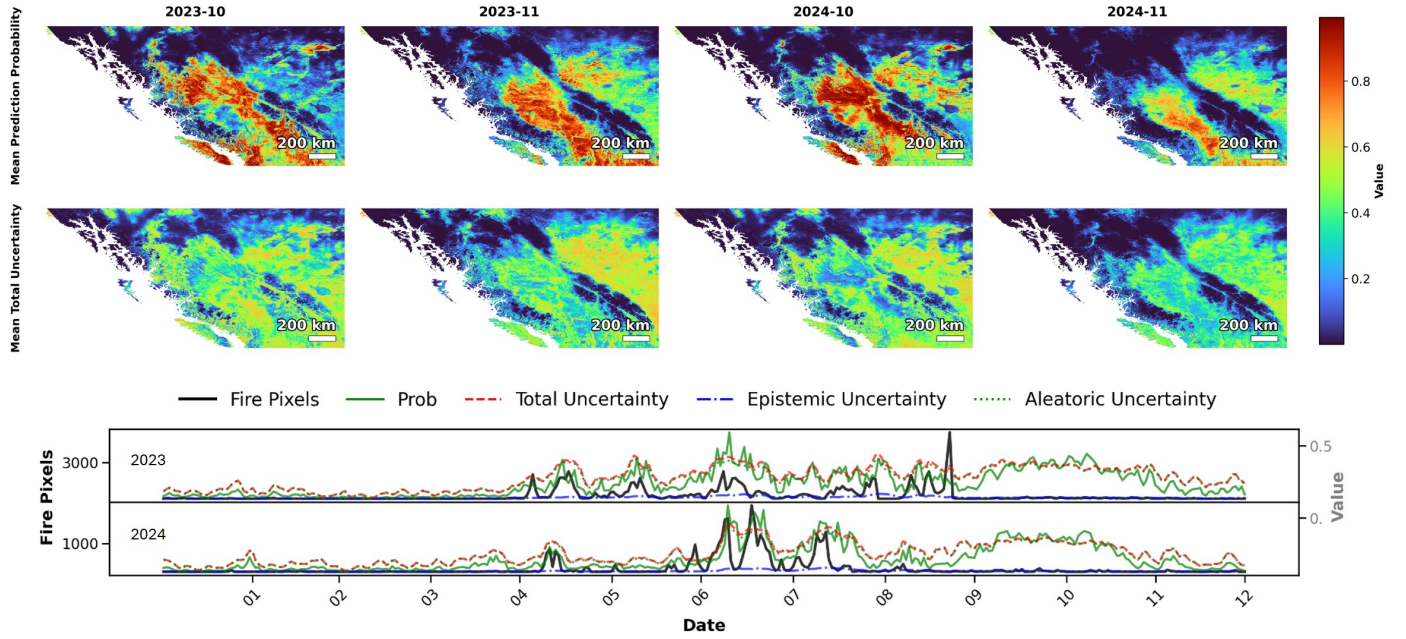 2023-10 2023-11 2024-10 2024-11
Mean Prediction Probability
200 km 200 km 200 km 200 km
Mean Total Uncertainty
200 km 200 km 200 km 200 km
0.8
0.6
0.4
0.2
Value
Fire Pixels Prob Total Uncertainty Epistemic Uncertainty Aleatoric Uncertainty
Fire Pixels
3000
2023
0.5
1000
2024
0.
Value
01 02 03 04 05 06 07 08 09 10 11 12
Date